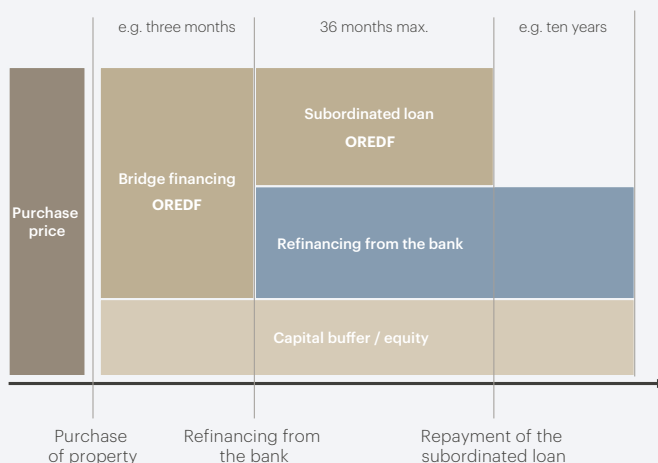 e.g. three months
36 months max.
e.g. ten years
Subordinated loan
OREDF
Bridge financing
OREDF
Purchase
price
Refinancing from the bank
Capital buffer / equity
Purchase
of property
Refinancing from
the bank
Repayment of the
subordinated loan